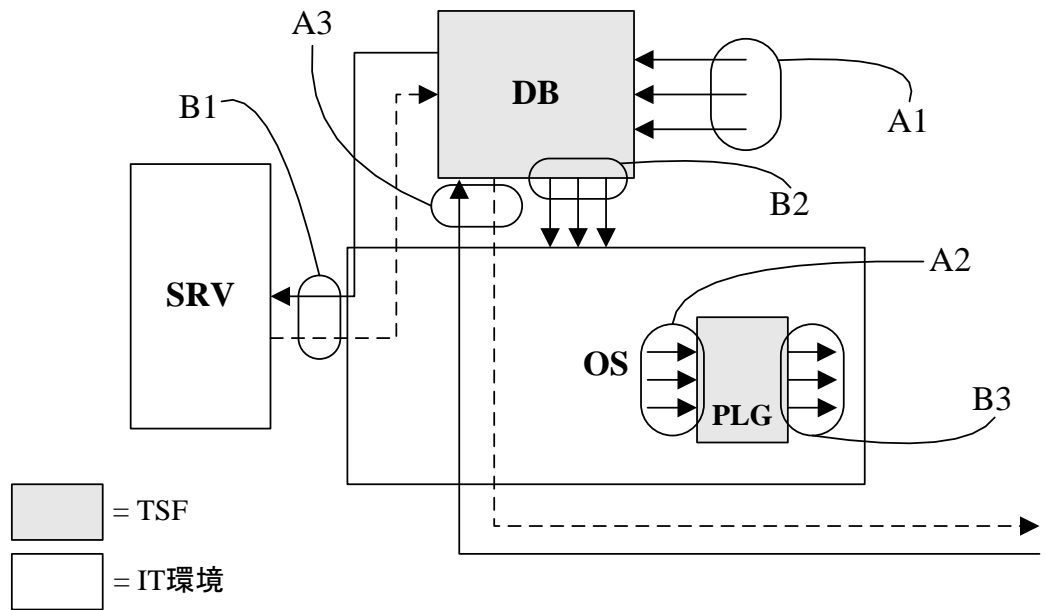 A3
DB
B1
A1
B2
SRV
A2
OS
PLG
B3
= TSF
= IT環境